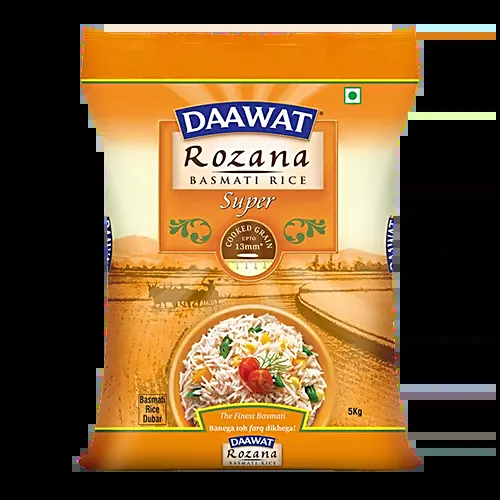 DAAWAT®
Rozana
BASMATI RICE
Super
COOKED GRAIN
UPTO
13mm*
The Finest Basmati
Banega toh farq dikhega!
Basmati
Rice
Dubar
5Kg
DAAWAT
Rozana
BASMATI RICE